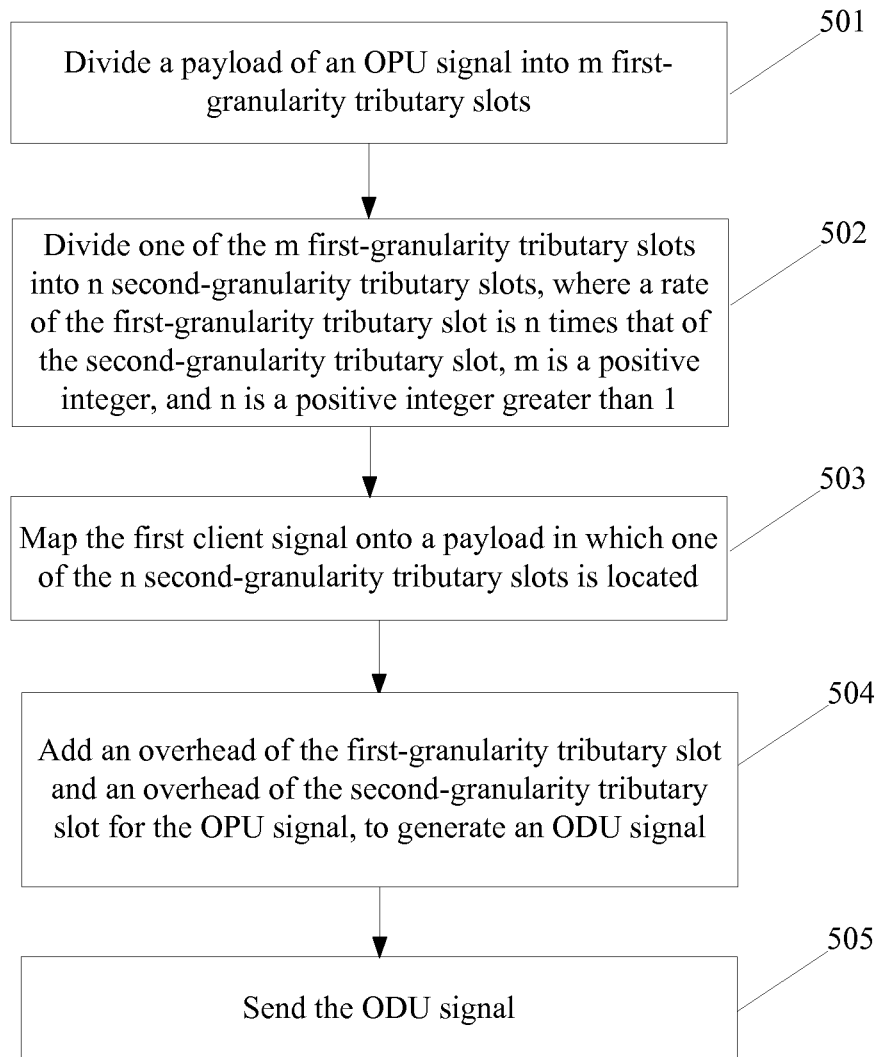 501
Divide a payload of an OPU signal into m first-
granularity tributary slots
502
Divide one of the m first-granularity tributary slots
into n second-granularity tributary slots, where a rate
of the first-granularity tributary slot is n times that of
the second-granularity tributary slot, m is a positive
integer, and n is a positive integer greater than 1
503
Map the first client signal onto a payload in which one
of the n second-granularity tributary slots is located
504
Add an overhead of the first-granularity tributary slot
and an overhead of the second-granularity tributary
slot for the OPU signal, to generate an ODU signal
505
Send the ODU signal